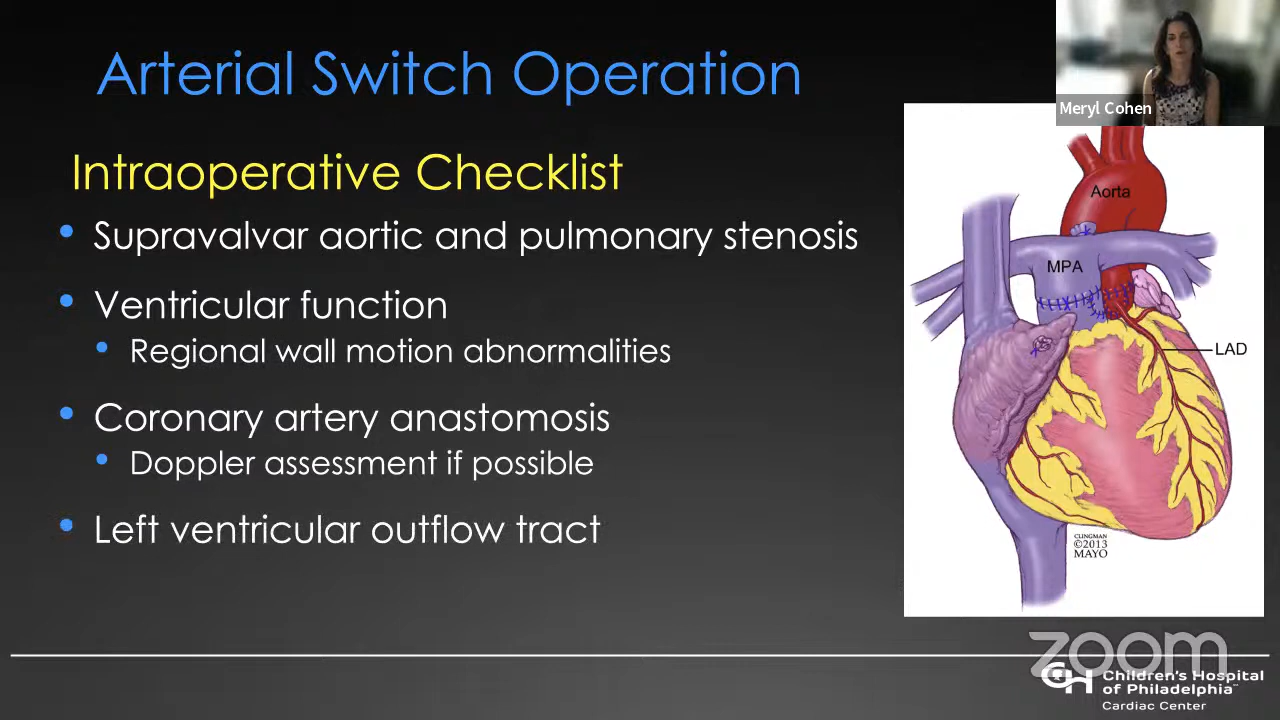 Arterial Switch Operation
Meryl Cohen
Intraoperative Checklist
Supravalvar aortic and pulmonary stenosis
Ventricular function
Regional wall motion abnormalities
Coronary artery anastomosis
Doppler assessment if possible
Left ventricular outflow tract
Aorta
MPA
LAD
CLINGMAN
©2013
MAYO
zoom
CH Children's Hospital
of Philadelphia
Cardiac Center